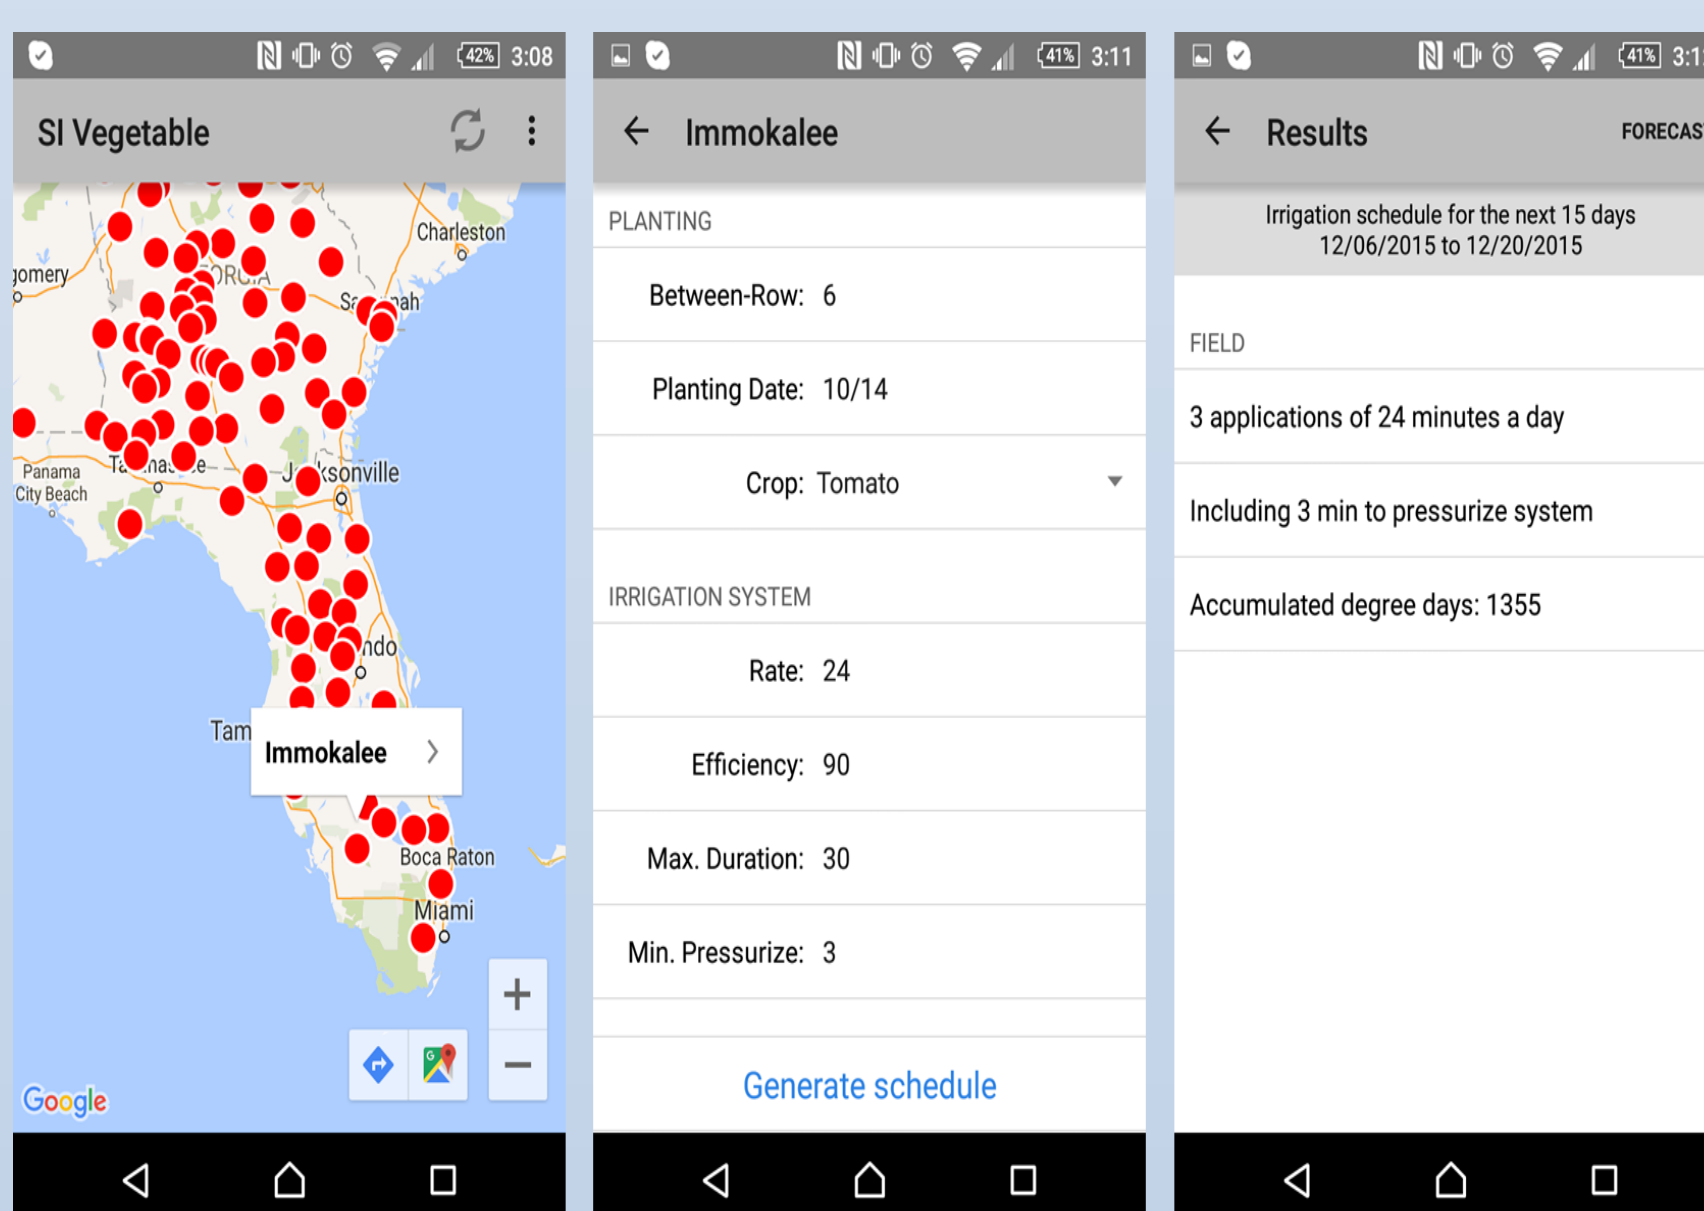 42% 3:08
SI Vegetable
Charleston
gomery
Panama
City Beach
Boca Raton
Miami
Tam
Immokalee
Google
41% 3:11
Immokalee
PLANTING
Between-Row: 6
Planting Date: 10/14
Crop: Tomato
IRRIGATION SYSTEM
Rate: 24
Efficiency: 90
Max. Duration: 30
Min. Pressurize: 3
Generate schedule
41% 3:1
Results
FORECAS
Irrigation schedule for the next 15 days
12/06/2015 to 12/20/2015
FIELD
3 applications of 24 minutes a day
Including 3 min to pressurize system
Accumulated degree days: 1355